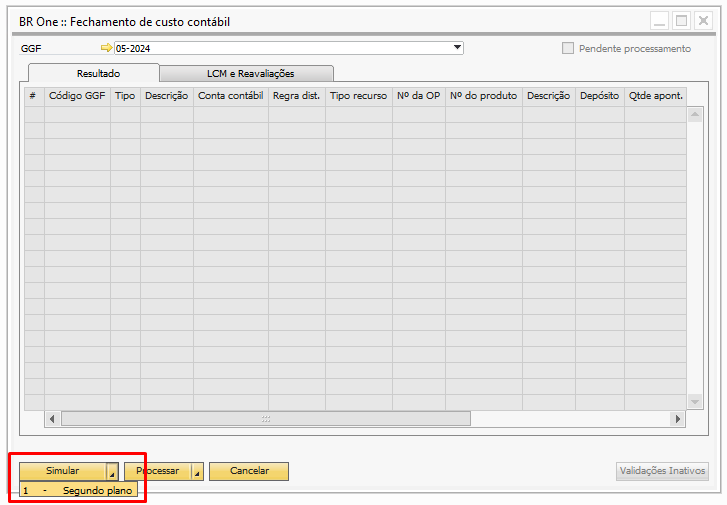 BR One :: Fechamento de custo contábil
GGF 05-2024 Pendente processamento
Resultado LCM e Reavaliações
# Código GGF Tipo Descrição Conta contábil Regra dist. Tipo recurso Nº da OP Nº do produto Descrição Depósito Qtde apont.
Simular Processar Cancelar Validações Inativos
1 - Segundo plano